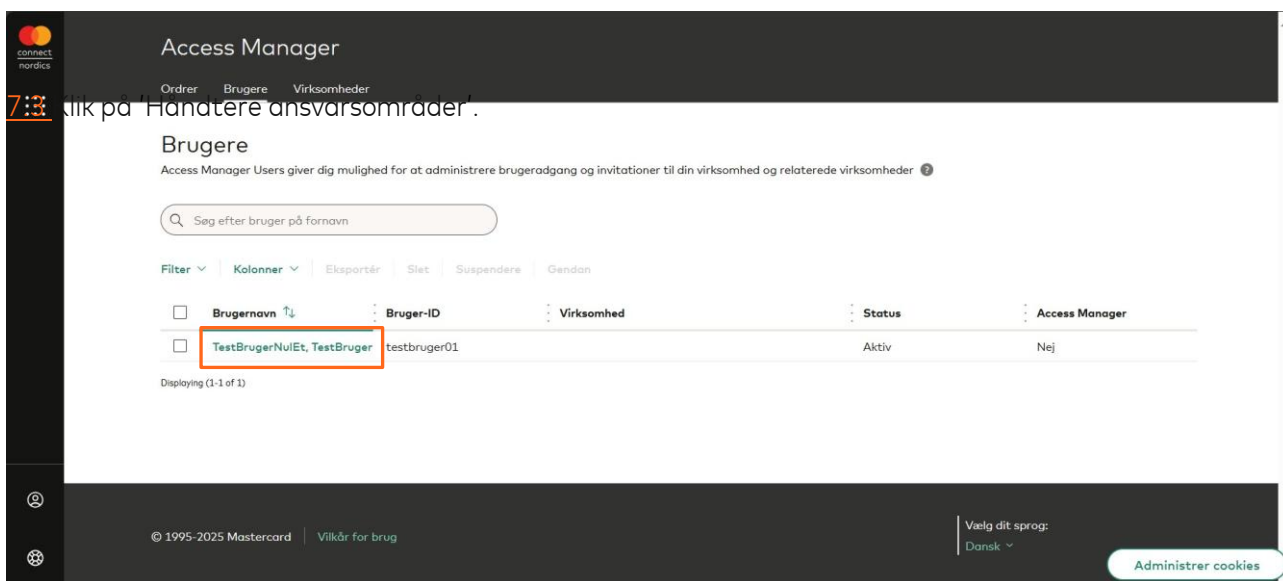 connect
nordics
Access Manager
Ordrer Brugere Virksomheder
7.3 Klik på 'Håndtere ansvarsområder'.
Brugere
Access Manager Users giver dig mulighed for at administrere brugeradgang og invitationer til din virksomhed og relaterede virksomheder ?
Søg efter bruger på fornavn
Filter Kolonner Eksportér Slet Suspendere Gendan
Brugernavn Bruger-ID Virksomhed Status Access Manager
TestBrugerNulEt, TestBruger testbruger01 Aktiv Nej
Displaying (1-1 of 1)
© 1995-2025 Mastercard Vilkår for brug
Vælg dit sprog:
Dansk
Administrer cookies